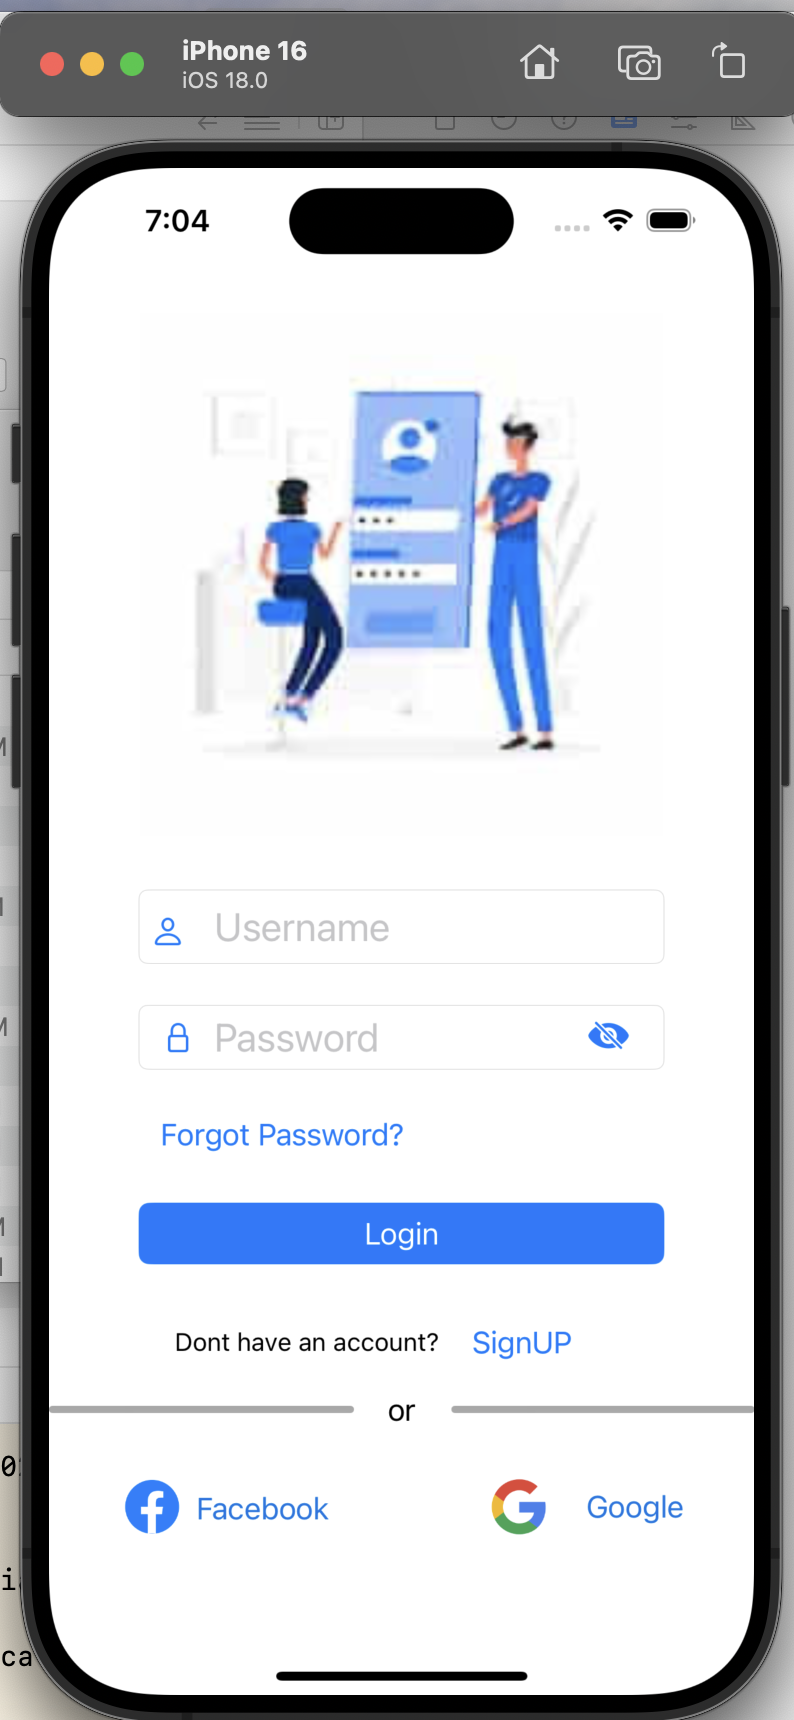 iPhone 16
iOS 18.0
7:04
Username
Password
Forgot Password?
Login
Dont have an account? SignUP
or
Facebook
Google
ca